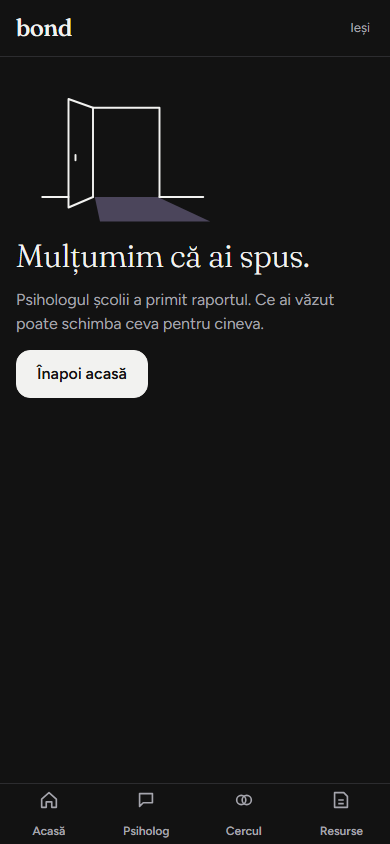 bond
Ieși
Mulțumim că ai spus.
Psihologul școlii a primit raportul. Ce ai văzut
poate schimba ceva pentru cineva.
Înapoi acasă
Acasă
Psiholog
Cercul
Resurse